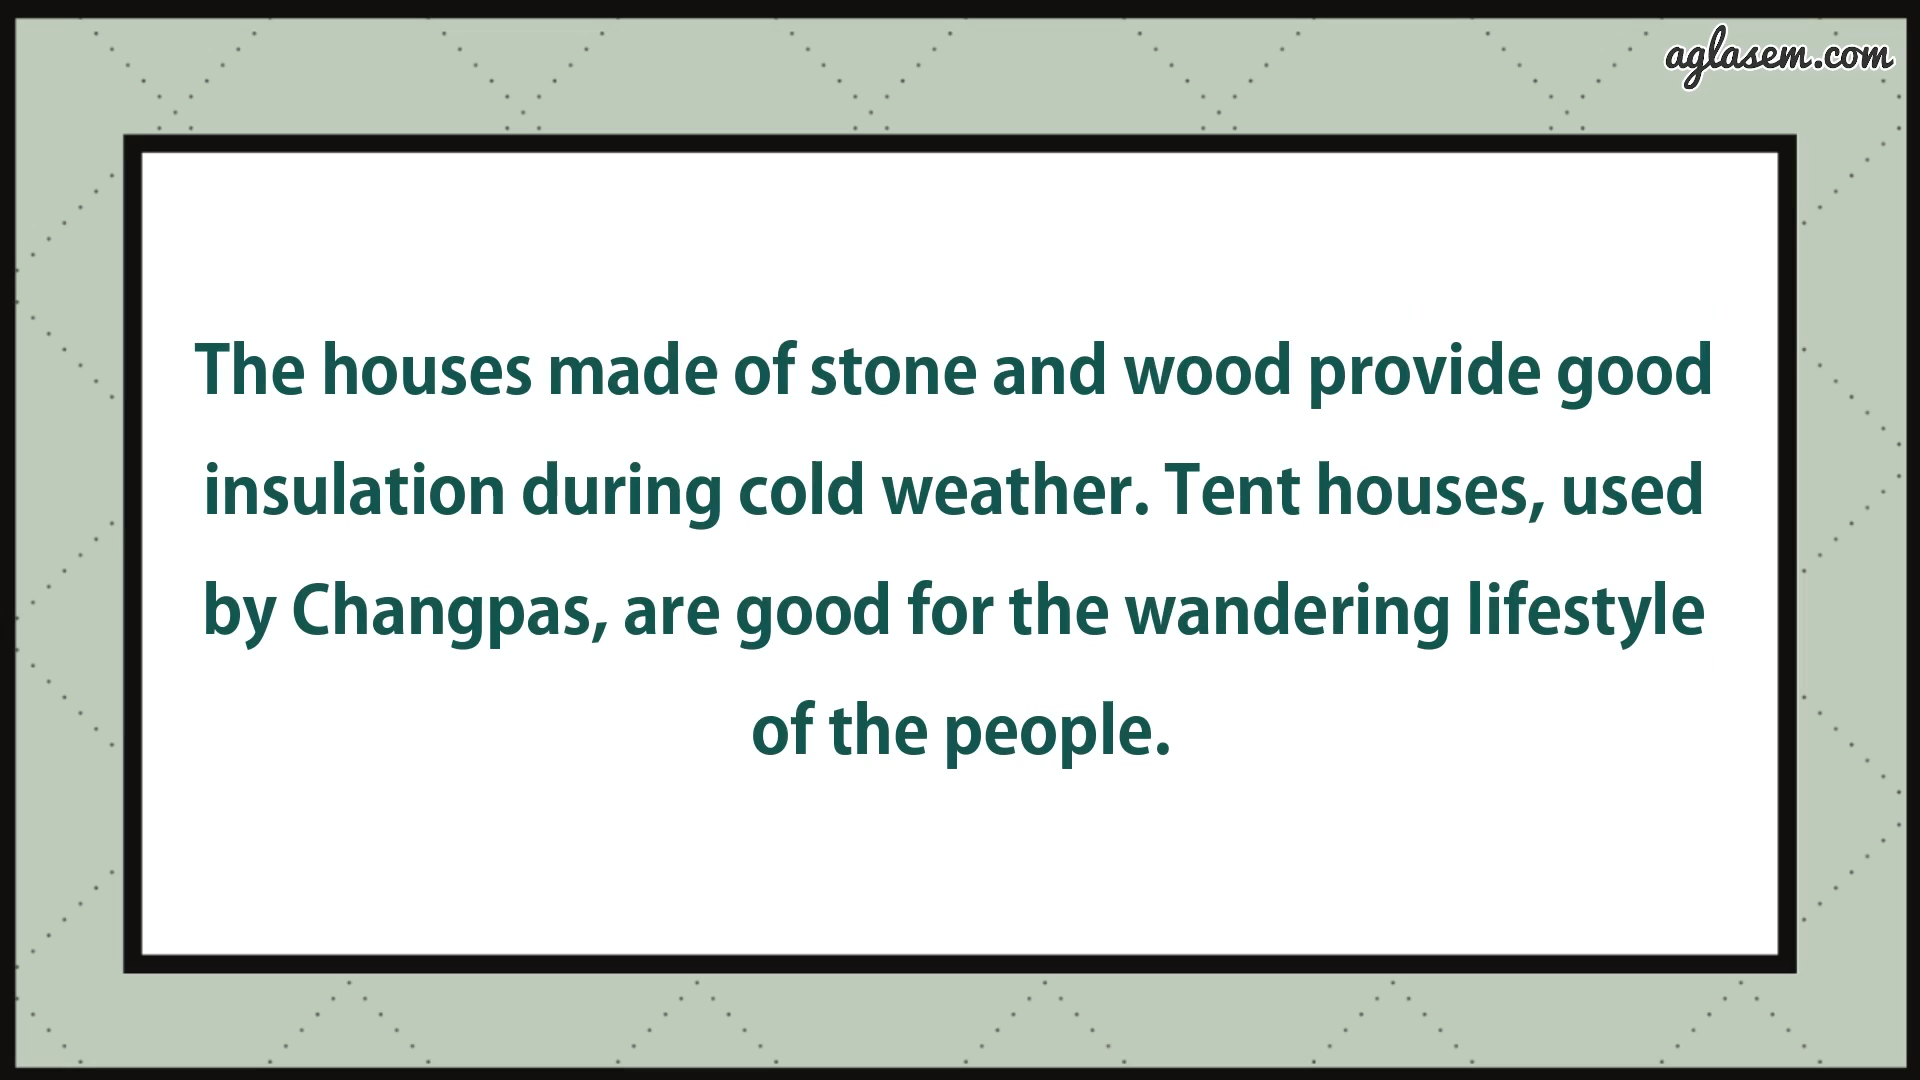 aglasem.com
The houses made of stone and wood provide good
insulation during cold weather. Tent houses, used
by Changpas, are good for the wandering lifestyle
of the people.